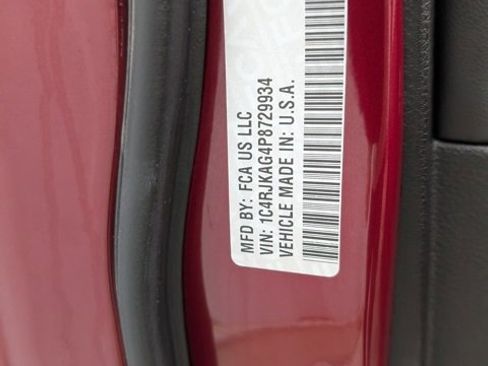 MFD BY: FCA US LLC
VIN: 1C4RJKAG4P8729934
VEHICLE MADE IN: U.S.A.